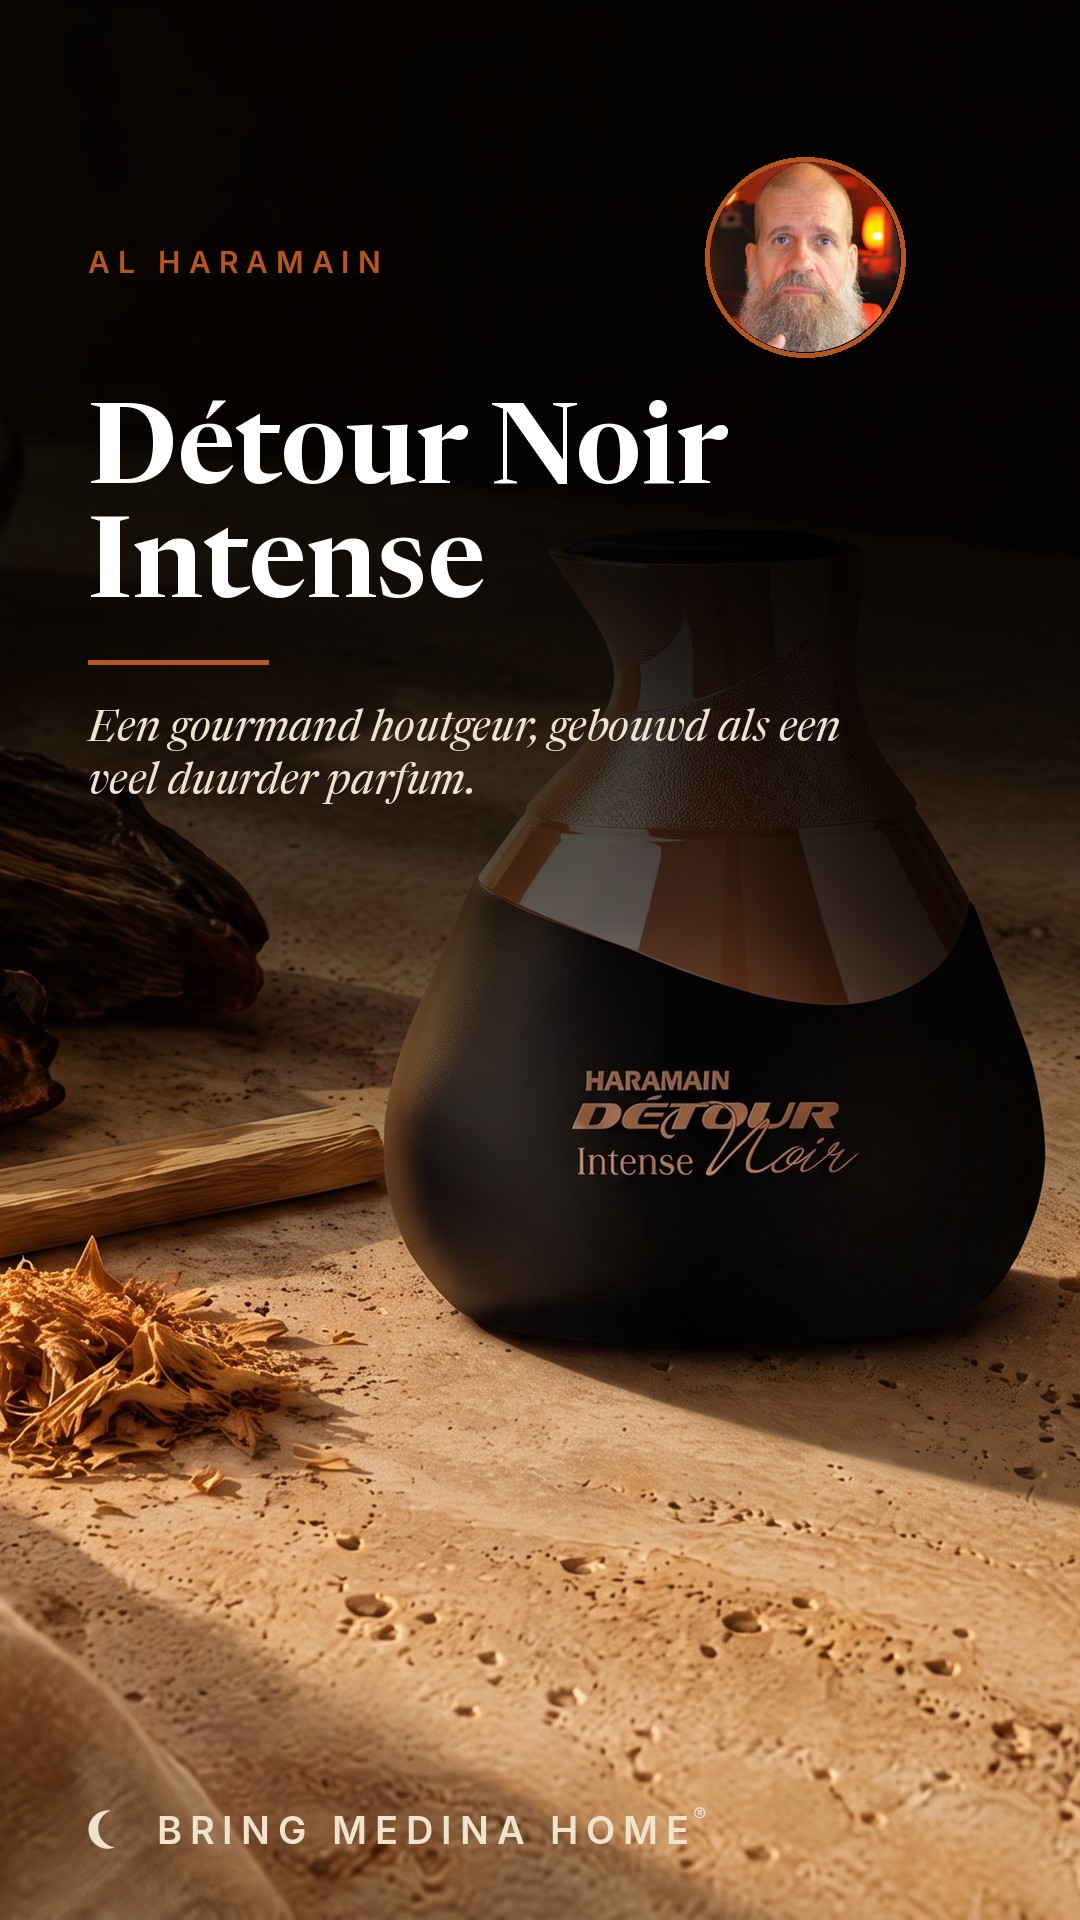 AL HARAMAIN
Détour Noir
Intense
Een gourmand houtgeur, gebouwd als een
veel duurder parfum.
HARAMAIN
DÉTOUR
Intense Noir
BRING MEDINA HOME®